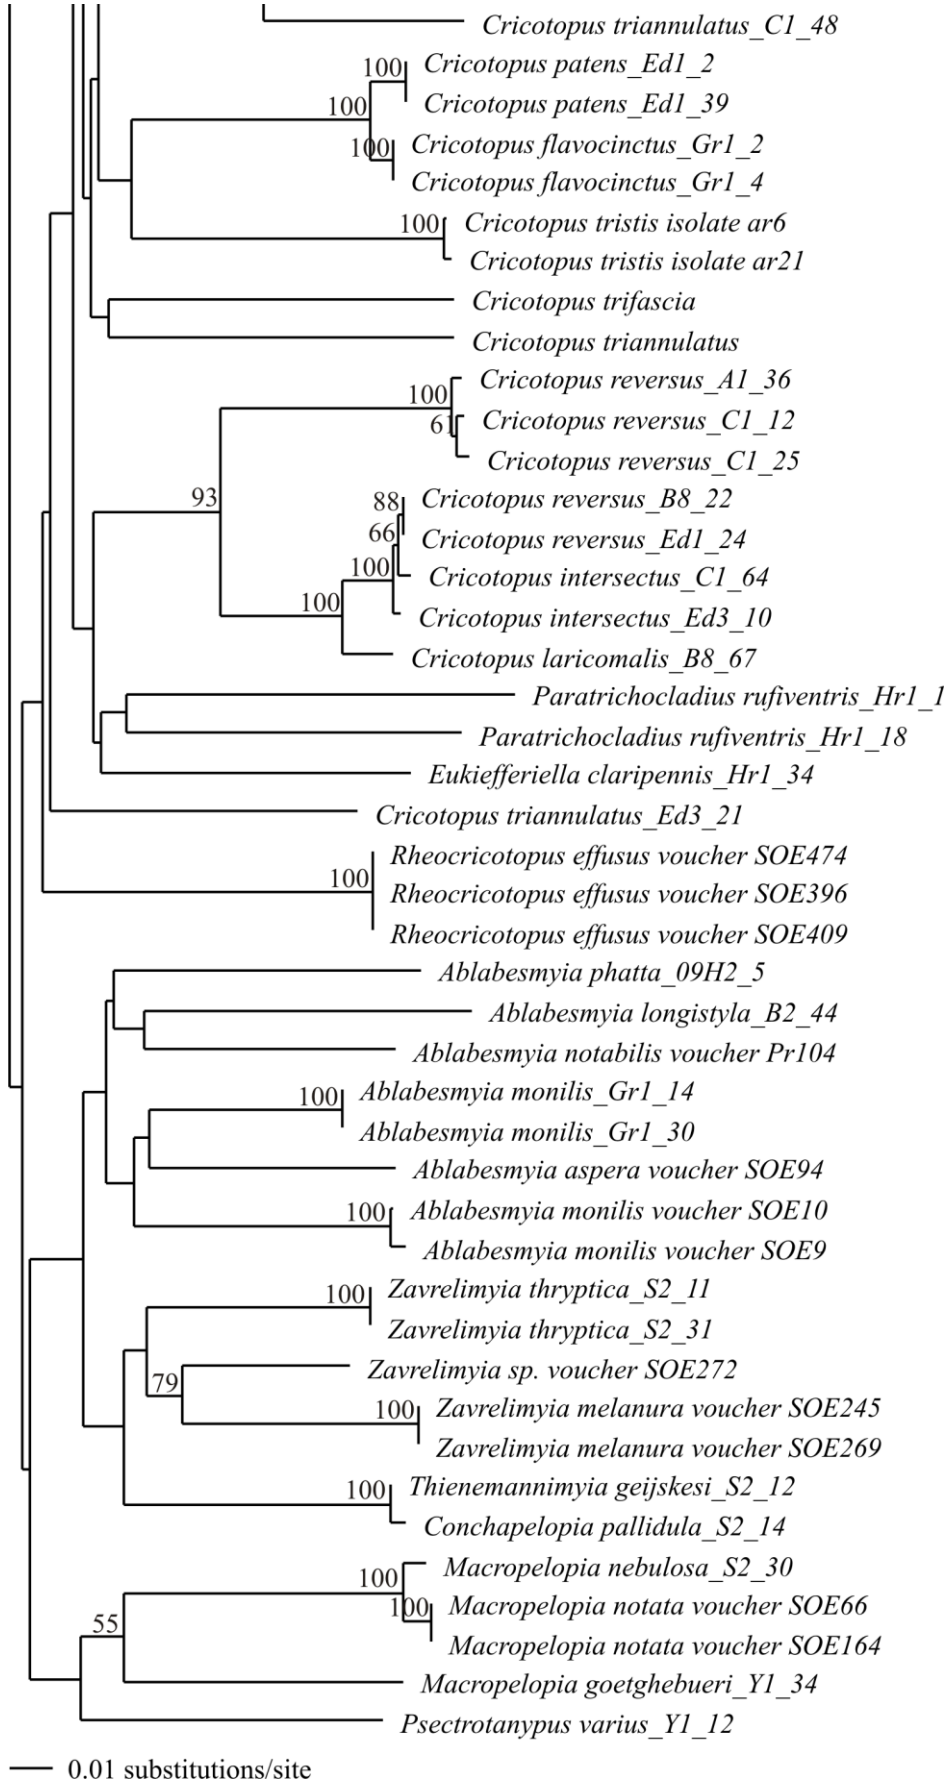 Cricotopus triannulatus_C1_48
100
Cricotopus patens_Ed1_2
Cricotopus patens_Ed1_39
100
100
Cricotopus flavocinctus_Gr1_2
Cricotopus flavocinctus_Gr1_4
100
Cricotopus tristis isolate ar6
Cricotopus tristis isolate ar21
Cricotopus trifascia
Cricotopus triannulatus
100
Cricotopus reversus_A1_36
61
Cricotopus reversus_C1_12
Cricotopus reversus_C1_25
93
88
Cricotopus reversus_B8_22
66
Cricotopus reversus_Ed1_24
100
Cricotopus intersectus_C1_64
100
Cricotopus intersectus_Ed3_10
Cricotopus laricomalis_B8_67
Paratrichocladius rufiventris_Hr1_1
Paratrichocladius rufiventris_Hr1_18
Eukiefferiella claripennis_Hr1_34
Cricotopus triannulatus_Ed3_21
Rheocricotopus effusus voucher SOE474
100
Rheocricotopus effusus voucher SOE396
Rheocricotopus effusus voucher SOE409
Ablabesmyia phatta_09H2_5
Ablabesmyia longistyla_B2_44
Ablabesmyia notabilis voucher Pr104
100
Ablabesmyia monilis_Gr1_14
Ablabesmyia monilis_Gr1_30
Ablabesmyia aspera voucher SOE94
100
Ablabesmyia monilis voucher SOE10
Ablabesmyia monilis voucher SOE9
100
Zavrelimyia thryptica_S2_11
Zavrelimyia thryptica_S2_31
79
Zavrelimyia sp. voucher SOE272
100
Zavrelimyia melanura voucher SOE245
Zavrelimyia melanura voucher SOE269
100
Thienemannimyia geijskesi_S2_12
Conchapelopia pallidula_S2_14
100
Macropelopia nebulosa_S2_30
100
Macropelopia notata voucher SOE66
55
Macropelopia notata voucher SOE164
Macropelopia goetghebueri_Y1_34
Psectrotanypus varius_Y1_12
0.01 substitutions/site